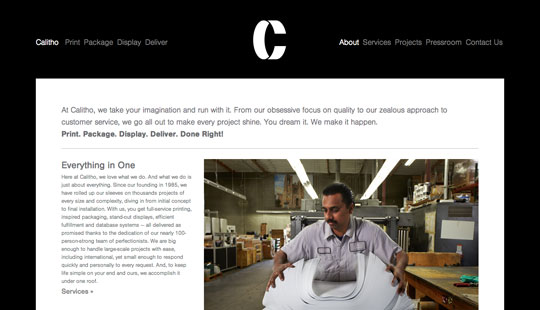 Calitho Print Package Display Deliver
C
About Services Projects Pressroom Contact Us
At Calitho, we take your imagination and run with it. From our obsessive focus on quality to our zealous approach to
customer service, we go all out to make every project shine. You dream it. We make it happen.
Print. Package. Display. Deliver. Done Right!
Everything in One
Here at Calitho, we love what we do. And what we do is
just about everything. Since our founding in 1985, we
have rolled up our sleeves on thousands projects of
every size and complexity, diving in from initial concept
to final installation. With us, you get full-service printing,
inspired packaging, stand-out displays, efficient
fulfillment and database systems – all delivered as
promised thanks to the dedication of our nearly 100-
person-strong team of perfectionists. We are big
enough to handle large-scale projects with ease,
including international, yet small enough to respond
quickly and personally to every request. And, to keep
life simple on your end and ours, we accomplish it
under one roof.
Services »